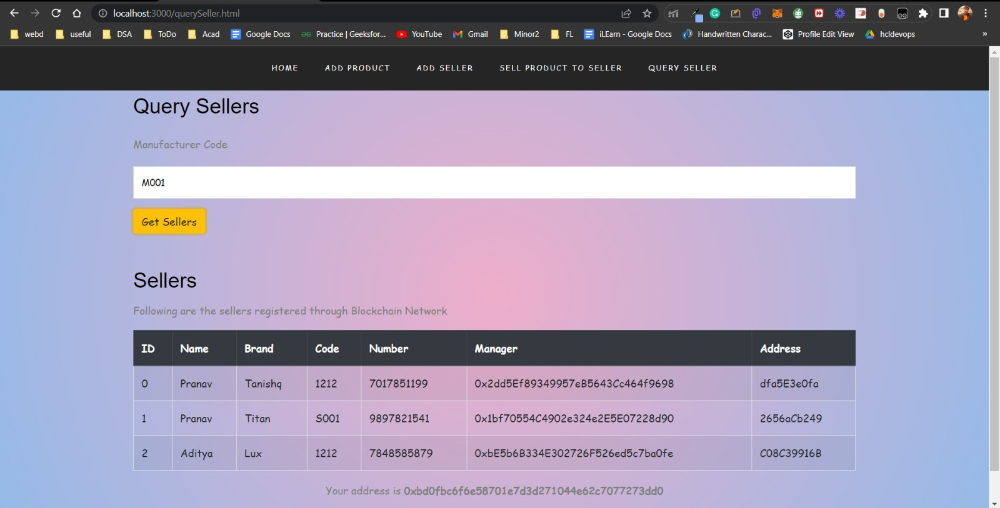 localhost:3000/querySeller.html
webd useful DSA ToDo Acad Google Docs Practice | Geeksfor... YouTube Gmail Minor2 FL iLEarn - Google Docs Handwritten Charac... Profile Edit View hcldevops »
HOME ADD PRODUCT ADD SELLER SELL PRODUCT TO SELLER QUERY SELLER
Query Sellers
Manufacturer Code
M001
Get Sellers
Sellers
Following are the sellers registered through Blockchain Network
ID Name Brand Code Number Manager Address
0 Pranav Tanishq 1212 7017851199 0x2dd5Ef89349957eB5643Cc464f9698 dfa5E3e0fa
1 Pranav Titan S001 9897821541 0x1bf70554C4902e324e2E5E07228d90 2656aCb249
2 Aditya Lux 1212 7848585879 0xbE5b6B334E302726F526ed5c7ba0fe C08C39916B
Your address is 0xbd0fbc6f6e58701e7d3d271044e62c7077273dd0